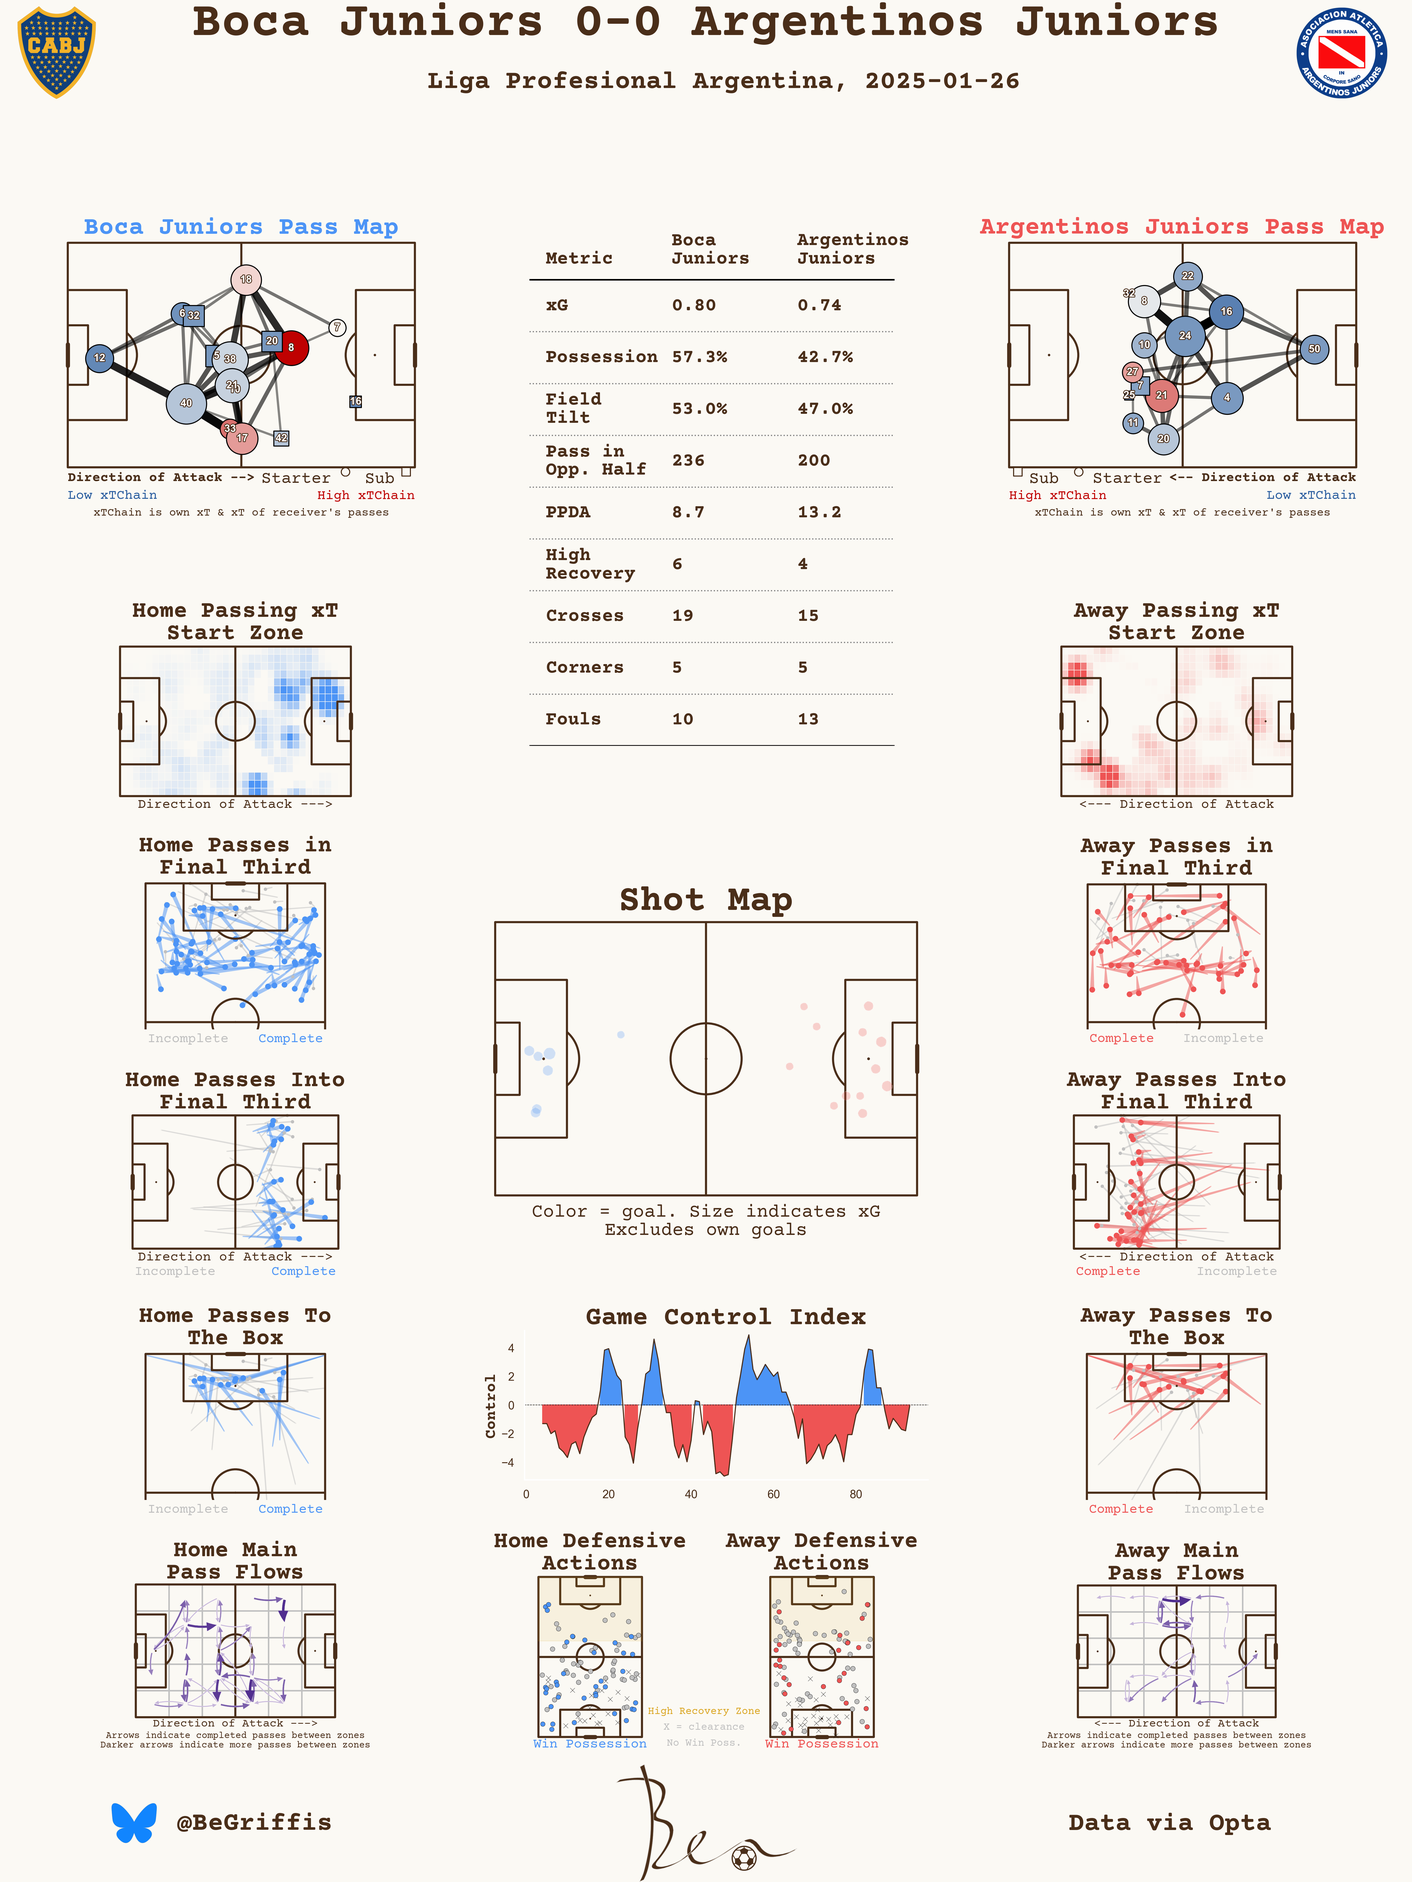 Boca Juniors 0-0 Argentinos Juniors
Liga Profesional Argentina, 2025-01-26
CABJ
ASOCIACION ATLETICA
MENS SANA
IN
CORPORE SANO
ARGENTINOS JUNIORS
Boca Juniors Pass Map
18
6
32
7
20
8
12
5
38
21
40
16
33
17
42
Direction of Attack -->
Starter
Sub
Low xTChain
High xTChain
xTChain is own xT & xT of receiver's passes
Metric
Boca Juniors
Argentinos Juniors
xG 0.80 0.74
Possession 57.3% 42.7%
Field Tilt 53.0% 47.0%
Pass in Opp. Half 236 200
PPDA 8.7 13.2
High Recovery 6 4
Crosses 19 15
Corners 5 5
Fouls 10 13
Argentinos Juniors Pass Map
22
32
8
16
24
10
50
27
7
25
21
4
11
20
Sub
Starter
<-- Direction of Attack
High xTChain
Low xTChain
xTChain is own xT & xT of receiver's passes
Home Passing xT
Start Zone
Direction of Attack --->
Away Passing xT
Start Zone
<--- Direction of Attack
Home Passes in
Final Third
Incomplete
Complete
Away Passes in
Final Third
Complete
Incomplete
Shot Map
Color = goal. Size indicates xG
Excludes own goals
Home Passes Into
Final Third
Direction of Attack --->
Incomplete
Complete
Away Passes Into
Final Third
<--- Direction of Attack
Complete
Incomplete
Home Passes To
The Box
Incomplete
Complete
Game Control Index
Control
4
2
0
−2
−4
0 20 40 60 80
Away Passes To
The Box
Complete
Incomplete
Home Main
Pass Flows
Direction of Attack --->
Arrows indicate completed passes between zones
Darker arrows indicate more passes between zones
Home Defensive
Actions
Win Possession
Away Defensive
Actions
Win Possession
High Recovery Zone
X = clearance
No Win Poss.
Away Main
Pass Flows
<--- Direction of Attack
Arrows indicate completed passes between zones
Darker arrows indicate more passes between zones
@BeGriffis
Ben
Data via Opta